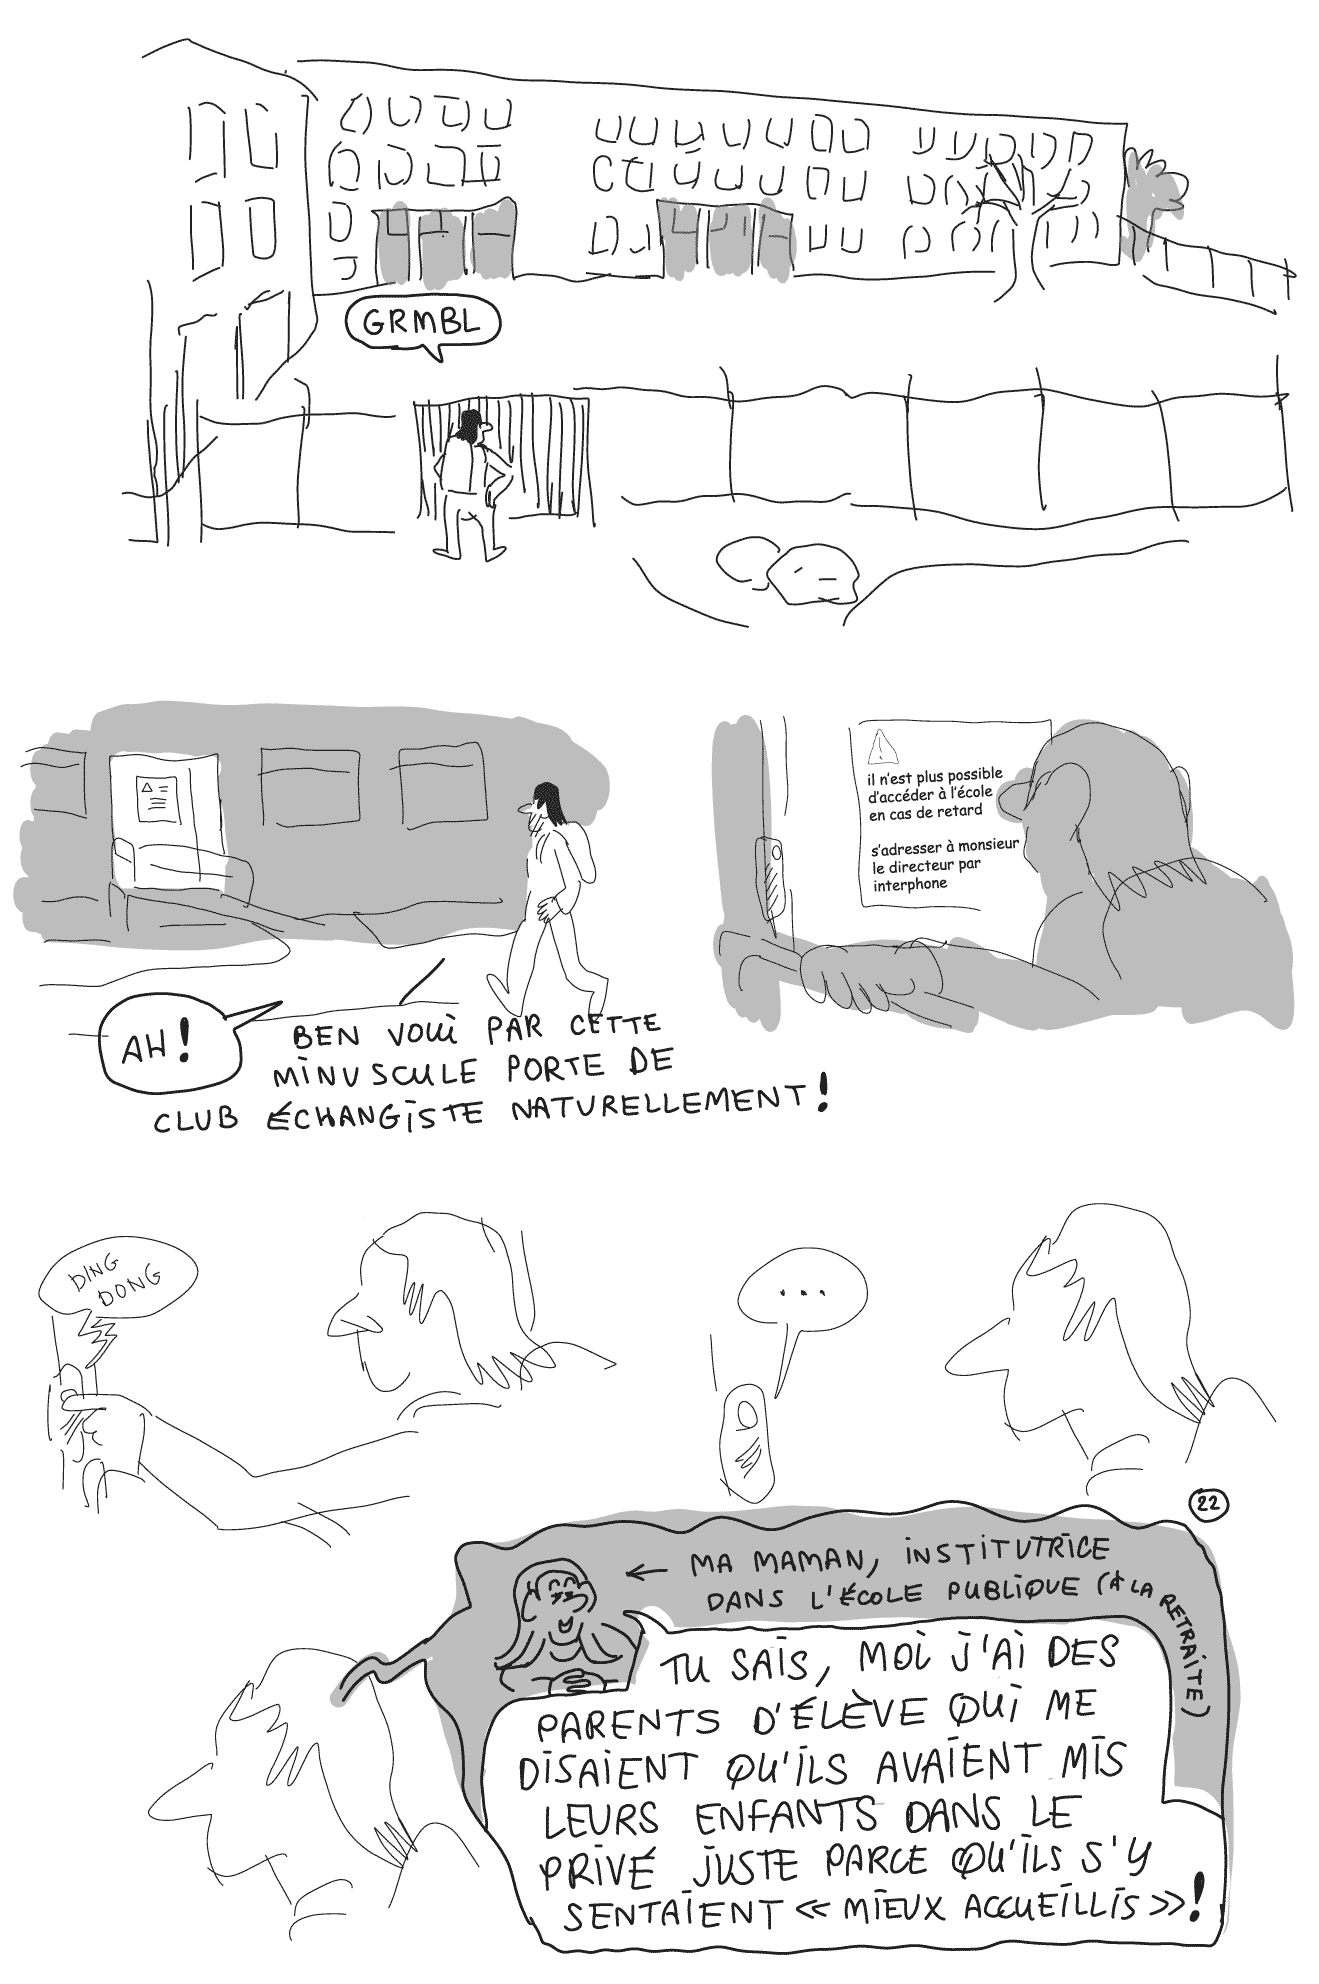 GRMBL
il n'est plus possible
d'accéder à l'école
en cas de retard
s'adresser à monsieur
le directeur par
interphone
AH!
BEN VOUI PAR CETTE
MINUSCULE PORTE DE
CLUB ÉCHANGISTE NATURELLEMENT!
DING
DONG
...
22
MA MAMAN, INSTITUTRICE
DANS L'ÉCOLE PUBLIQUE (À LA RETRAITE)
TU SAIS, MOI J'AI DES
PARENTS D'ÉLÈVE QUI ME
DISAIENT QU'ILS AVAIENT MIS
LEURS ENFANTS DANS LE
PRIVÉ JUSTE PARCE QU'ILS S'Y
SENTAIENT « MIEUX ACCUEILLIS »!